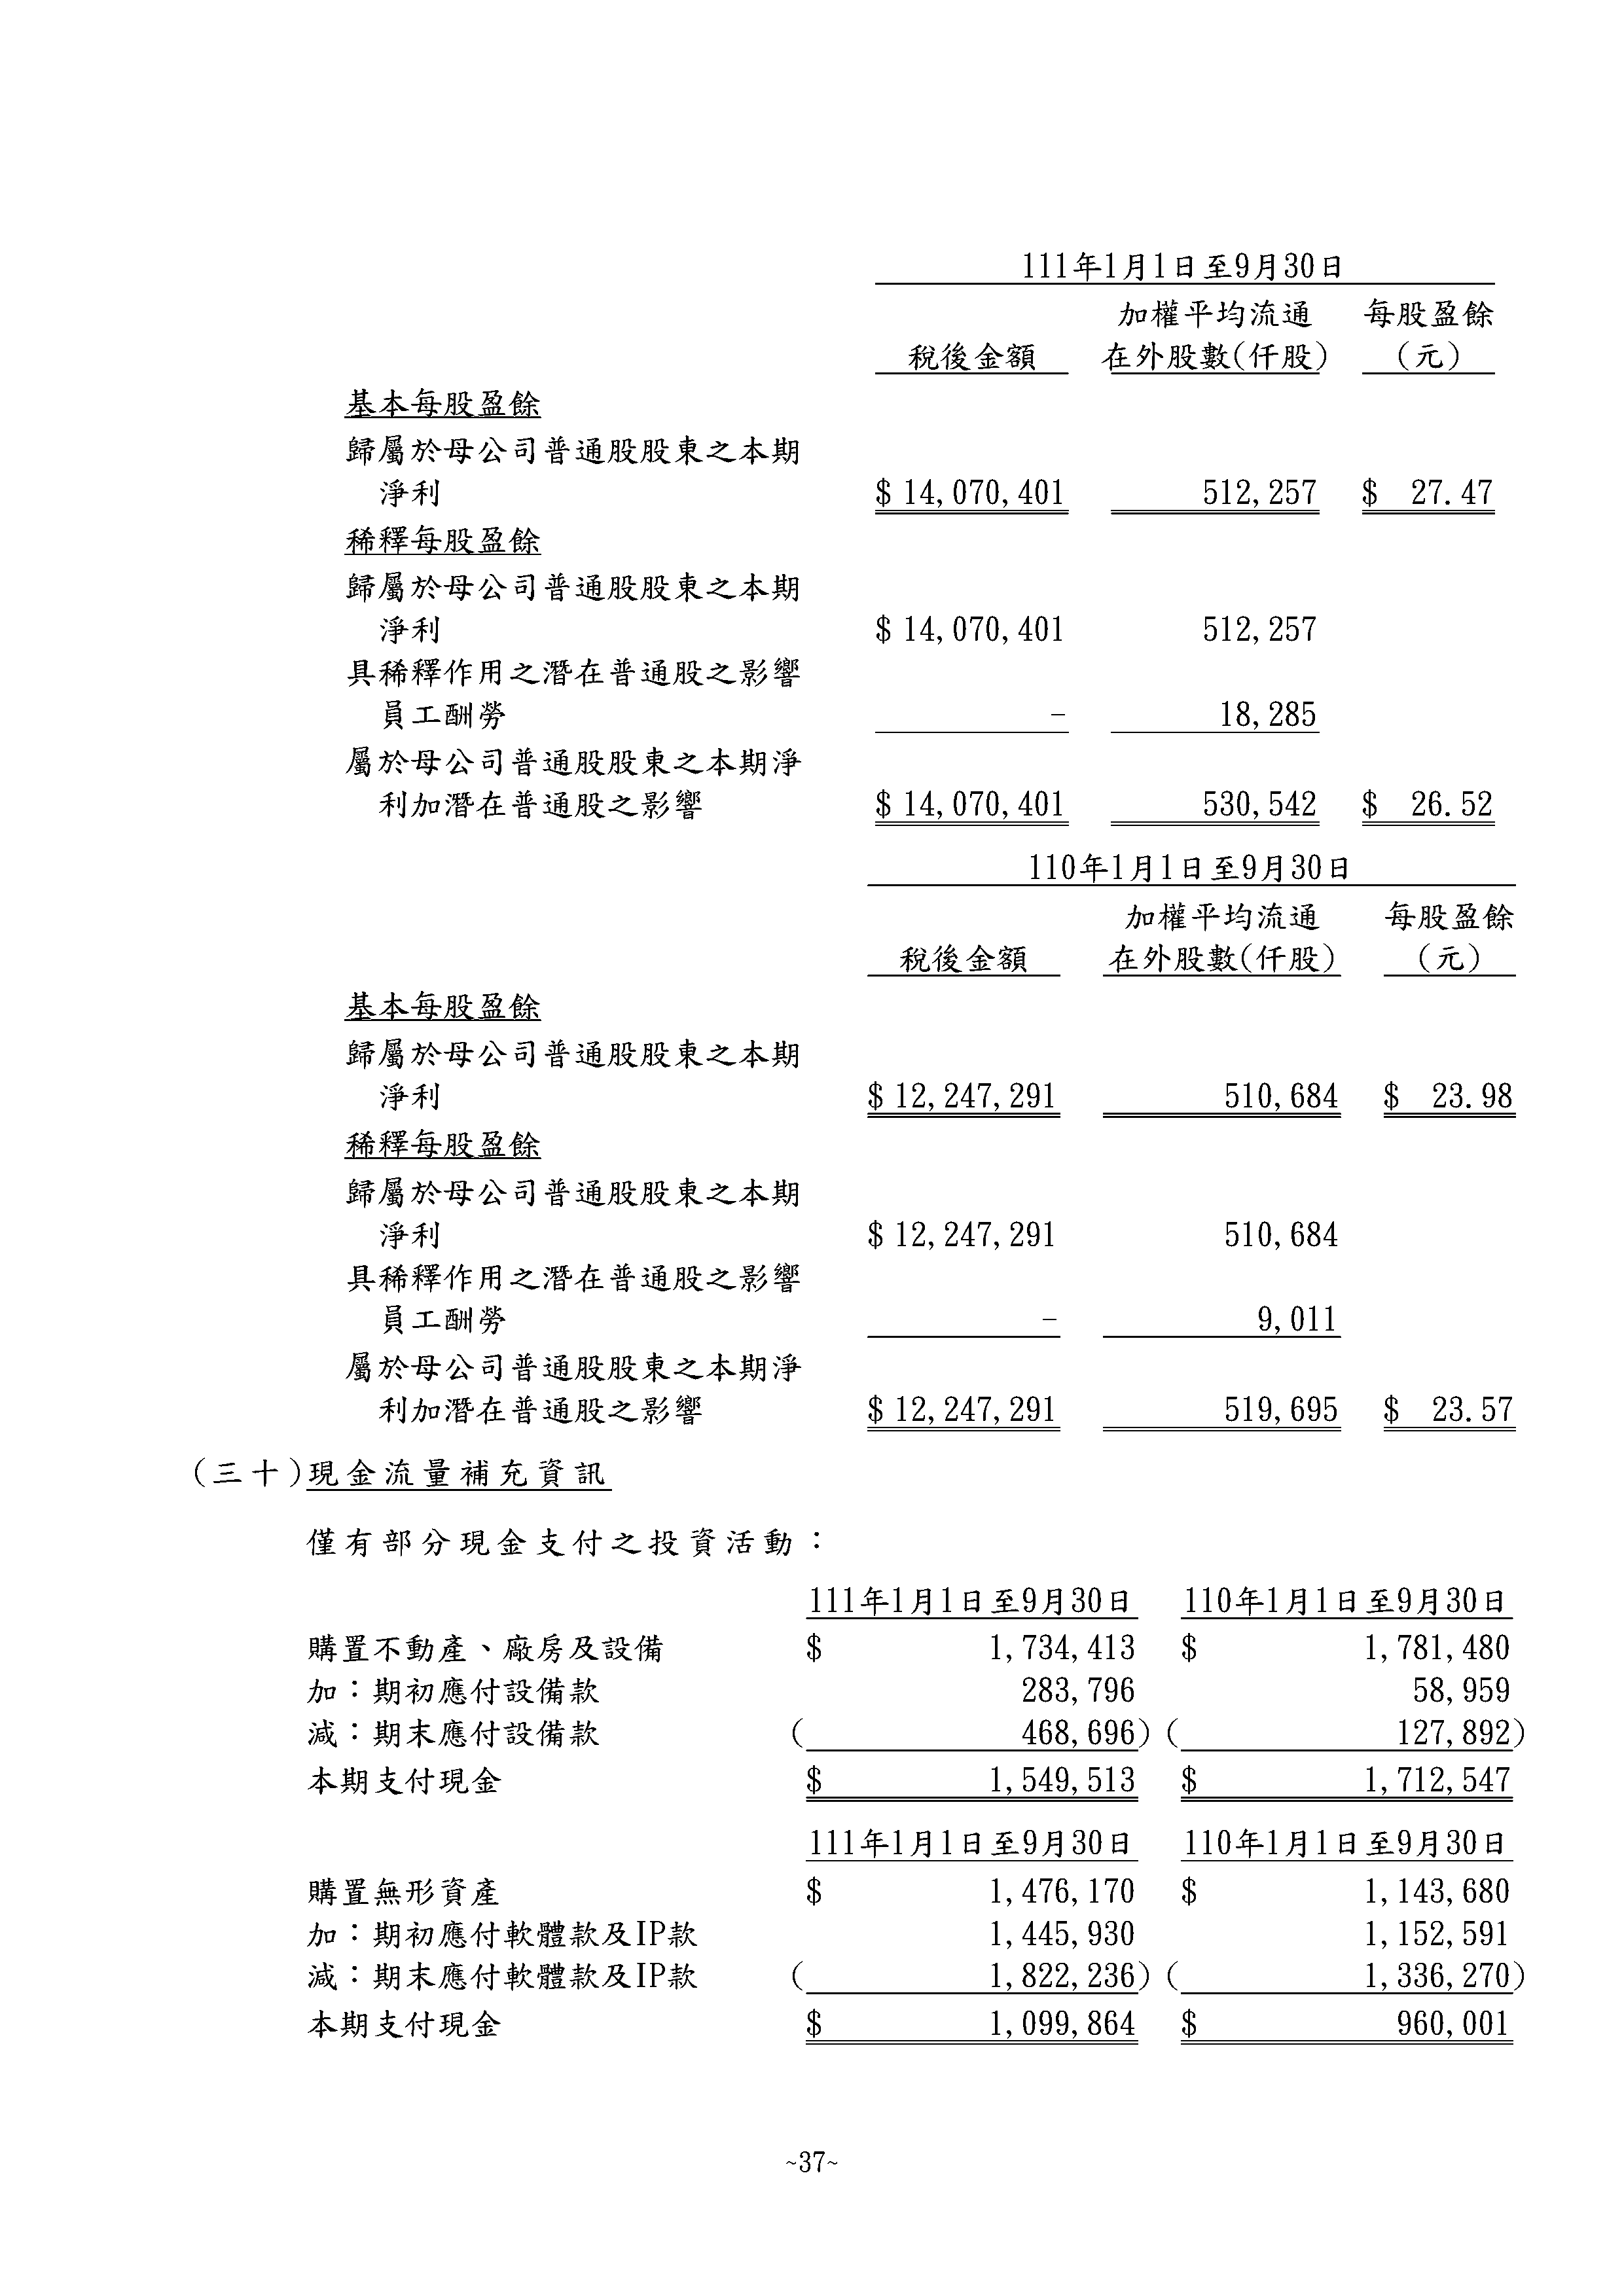 111年1月1日至9月30日
加權平均流通 每股盈餘
稅後金額 在外股數(仟股) (元)
基本每股盈餘
歸屬於母公司普通股股東之本期
淨利 $ 14,070,401 512,257 $ 27.47
稀釋每股盈餘
歸屬於母公司普通股股東之本期
淨利 $ 14,070,401 512,257
具稀釋作用之潛在普通股之影響
員工酬勞 - 18,285
屬於母公司普通股股東之本期淨
利加潛在普通股之影響 $ 14,070,401 530,542 $ 26.52
110年1月1日至9月30日
加權平均流通 每股盈餘
稅後金額 在外股數(仟股) (元)
基本每股盈餘
歸屬於母公司普通股股東之本期
淨利 $ 12,247,291 510,684 $ 23.98
稀釋每股盈餘
歸屬於母公司普通股股東之本期
淨利 $ 12,247,291 510,684
具稀釋作用之潛在普通股之影響
員工酬勞 - 9,011
屬於母公司普通股股東之本期淨
利加潛在普通股之影響 $ 12,247,291 519,695 $ 23.57
(三十)現金流量補充資訊
僅有部分現金支付之投資活動：
111年1月1日至9月30日 110年1月1日至9月30日
購置不動產、廠房及設備 $ 1,734,413 $ 1,781,480
加：期初應付設備款 283,796 58,959
減：期末應付設備款 ( 468,696) ( 127,892)
本期支付現金 $ 1,549,513 $ 1,712,547
111年1月1日至9月30日 110年1月1日至9月30日
購置無形資產 $ 1,476,170 $ 1,143,680
加：期初應付軟體款及IP款 1,445,930 1,152,591
減：期末應付軟體款及IP款 ( 1,822,236) ( 1,336,270)
本期支付現金 $ 1,099,864 $ 960,001
~37~